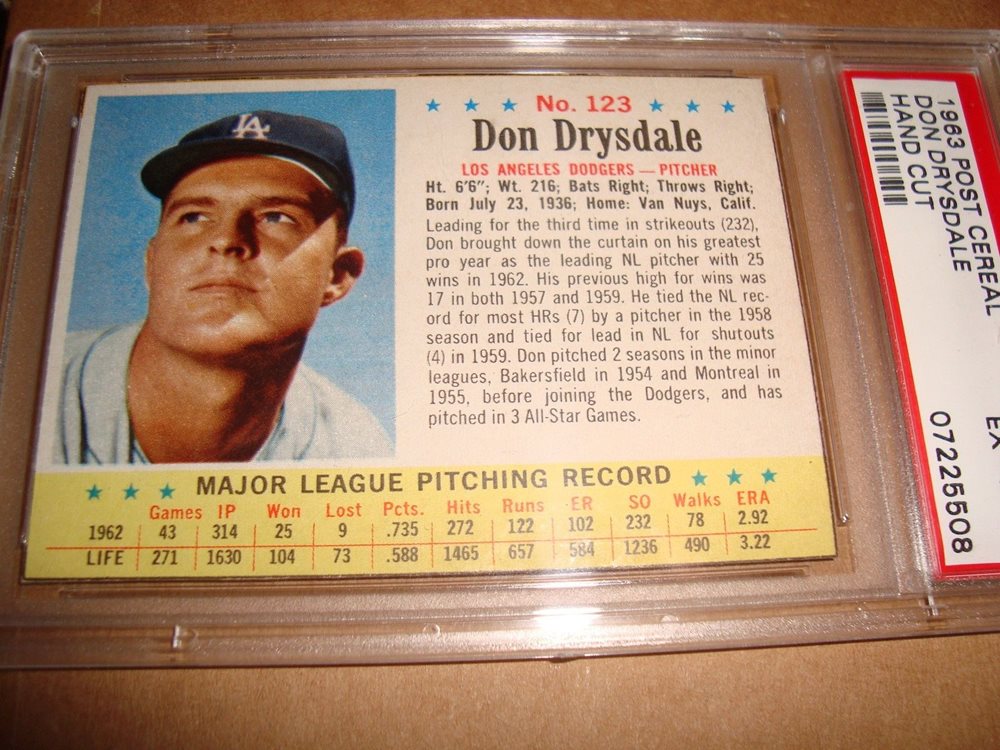 LA
★ ★ ★ No. 123 ★ ★ ★
Don Drysdale
LOS ANGELES DODGERS — PITCHER
Ht. 6'6"; Wt. 216; Bats Right; Throws Right;
Born July 23, 1936; Home: Van Nuys, Calif.
Leading for the third time in strikeouts (232),
Don brought down the curtain on his greatest
pro year as the leading NL pitcher with 25
wins in 1962. His previous high for wins was
17 in both 1957 and 1959. He tied the NL rec-
ord for most HRs (7) by a pitcher in the 1958
season and tied for lead in NL for shutouts
(4) in 1959. Don pitched 2 seasons in the minor
leagues, Bakersfield in 1954 and Montreal in
1955, before joining the Dodgers, and has
pitched in 3 All-Star Games.
★ ★ ★ MAJOR LEAGUE PITCHING RECORD ★ ★ ★
Games IP Won Lost Pcts. Hits Runs ER SO Walks ERA
1962 43 314 25 9 .735 272 122 102 232 78 2.92
LIFE 271 1630 104 73 .588 1465 657 584 1236 490 3.22
1963 POST CEREAL
DON DRYSDALE
HAND CUT
EX
07225508